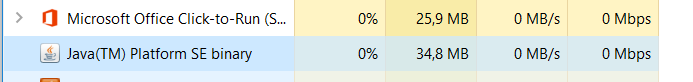 Microsoft Office Click-to-Run (S... 0% 25,9 MB 0 MB/s 0 Mbps
Java(TM) Platform SE binary 0% 34,8 MB 0 MB/s 0 Mbps